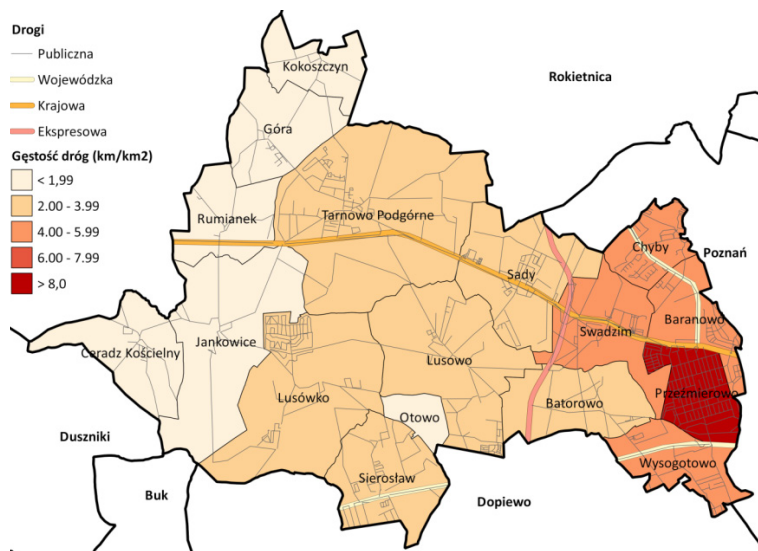 Drogi
Publiczna
Wojewódzka
Krajowa
Ekspresowa
Gęstość dróg (km/km2)
< 1,99
2.00 - 3.99
4.00 - 5.99
6.00 - 7.99
> 8,0
Kokoszczyn
Rokietnica
Góra
Rumianek
Tarnowo Podgórne
Sady
Chyby
Poznań
Swadzim
Baranowo
Ceradz Kościelny
Jankowice
Lusowo
Przeźmierowo
Lusówko
Otowo
Batorowo
Duszniki
Sierosław
Wysogotowo
Buk
Dopiewo